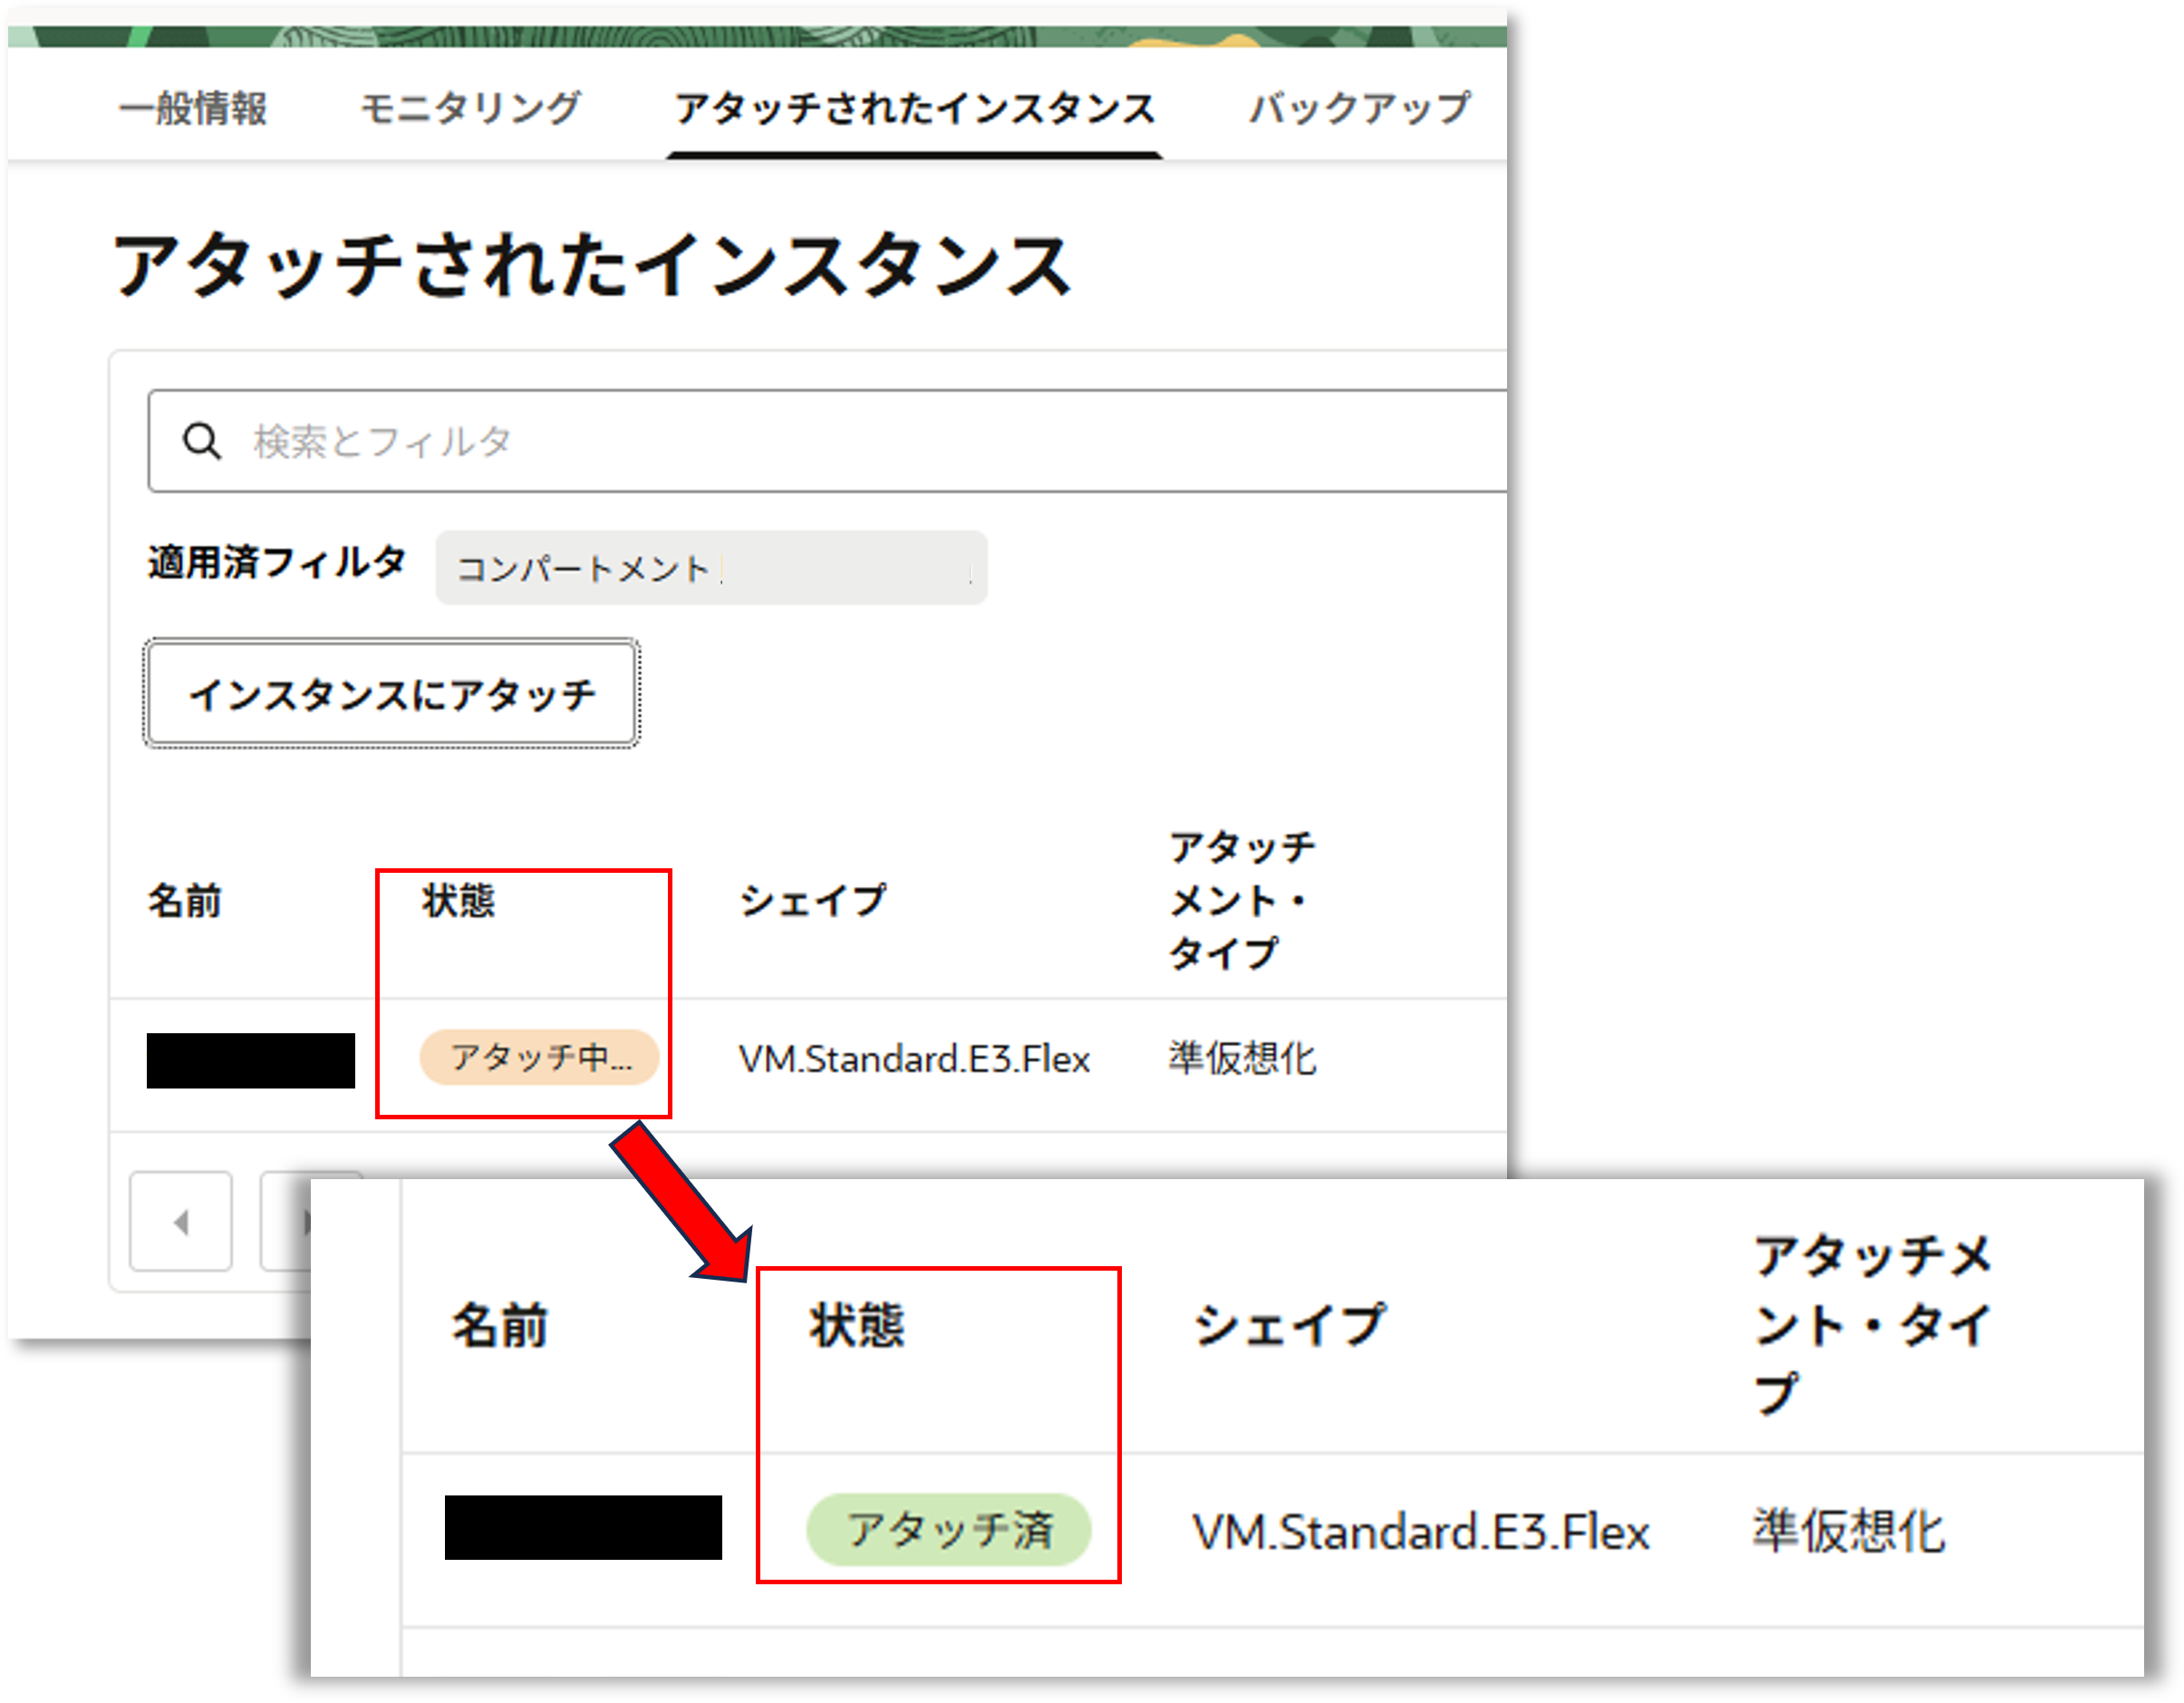 一般情報 モニタリング アタッチされたインスタンス バックアップ
アタッチされたインスタンス
検索とフィルタ
適用済フィルタ コンパートメント
インスタンスにアタッチ
名前 状態 シェイプ アタッチ
メント・
タイプ
アタッチ中... VM.Standard.E3.Flex 準仮想化
名前 状態 シェイプ アタッチメ
ント・タイ
プ
アタッチ済 VM.Standard.E3.Flex 準仮想化